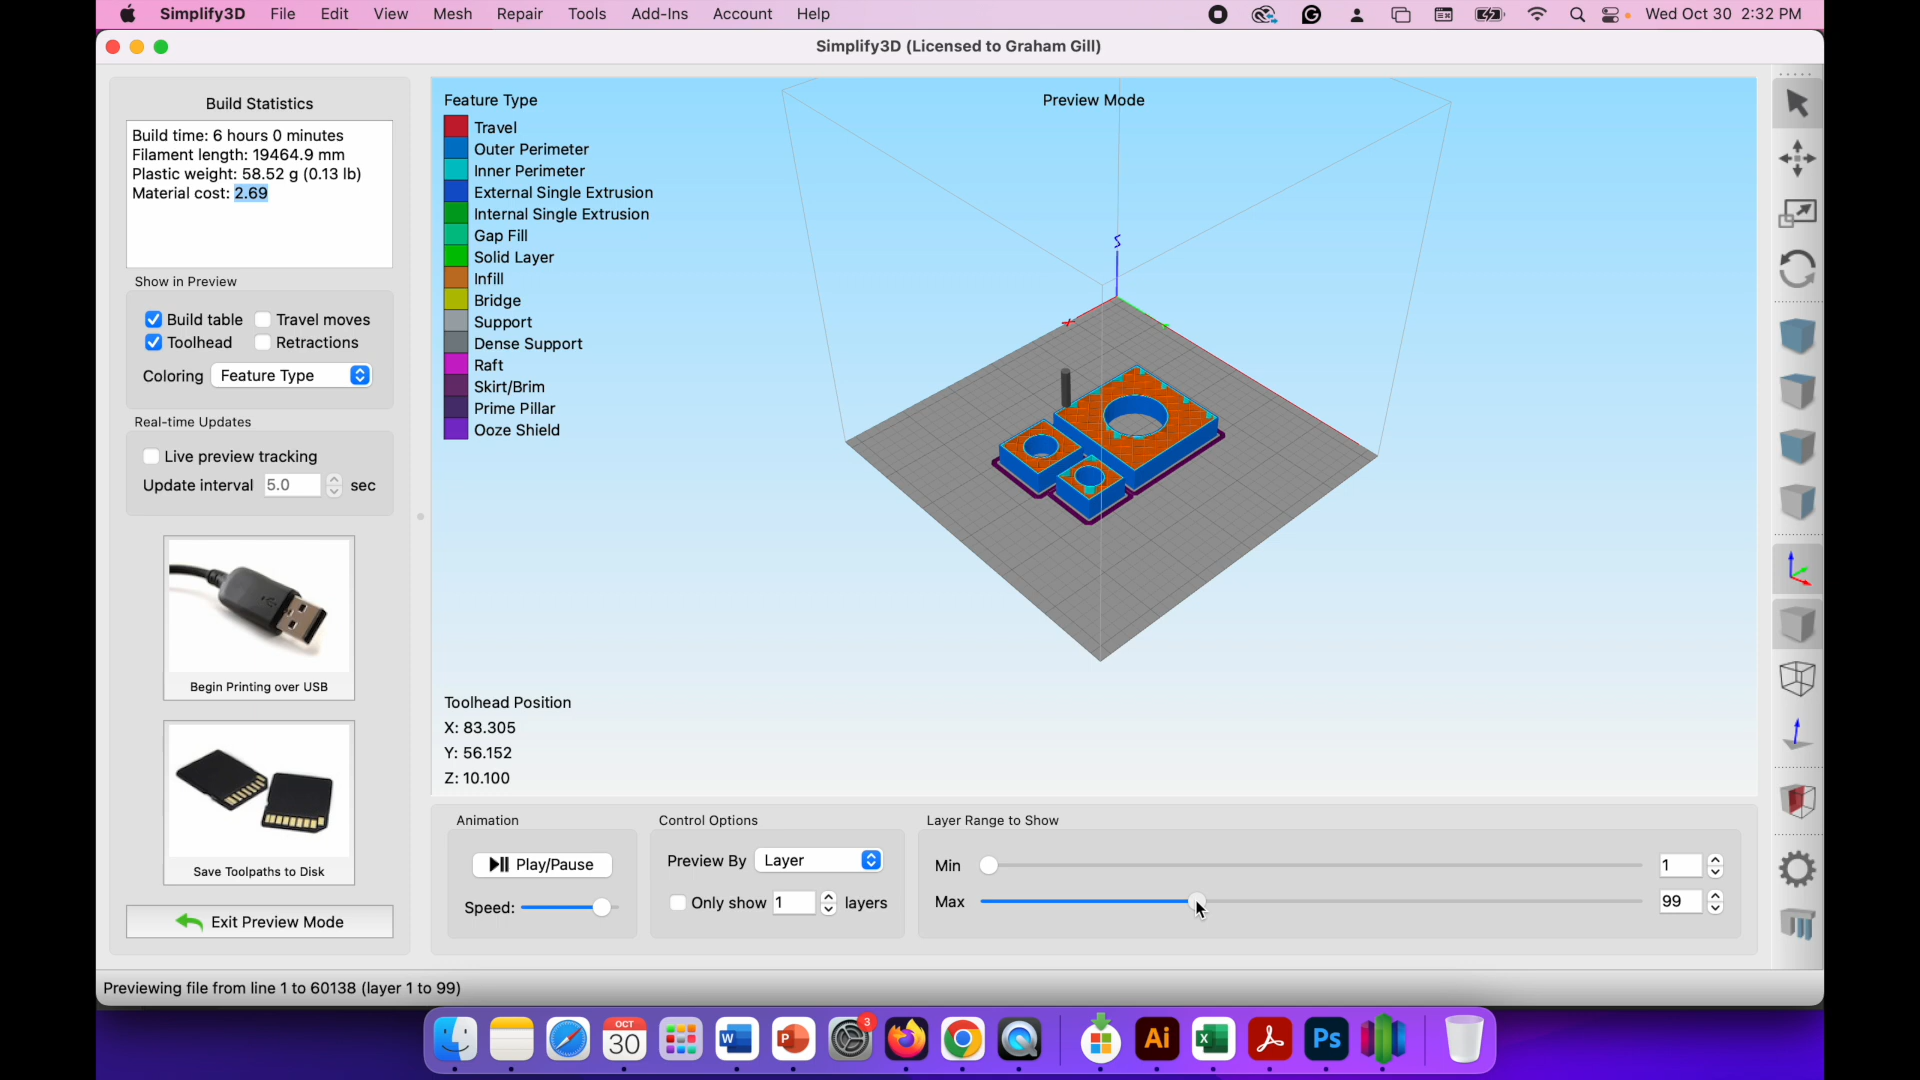 Simplify3D File Edit View Mesh Repair Tools Add-Ins Account Help Wed Oct 30 2:32 PM
Simplify3D (Licensed to Graham Gill)
Build Statistics
Build time: 6 hours 0 minutes
Filament length: 19464.9 mm
Plastic weight: 58.52 g (0.13 lb)
Material cost: 2.69
Show in Preview
Build table Travel moves
Toolhead Retractions
Coloring Feature Type
Real-time Updates
Live preview tracking
Update interval 5.0 sec
Begin Printing over USB
Save Toolpaths to Disk
Exit Preview Mode
Feature Type
Travel
Outer Perimeter
Inner Perimeter
External Single Extrusion
Internal Single Extrusion
Gap Fill
Solid Layer
Infill
Bridge
Support
Dense Support
Raft
Skirt/Brim
Prime Pillar
Ooze Shield
Preview Mode
Toolhead Position
X: 83.305
Y: 56.152
Z: 10.100
Animation
Play/Pause
Speed:
Control Options
Preview By Layer
Only show 1 layers
Layer Range to Show
Min 1
Max 99
Previewing file from line 1 to 60138 (layer 1 to 99)
OCT
30
W
P
3
Ai
X
Ps